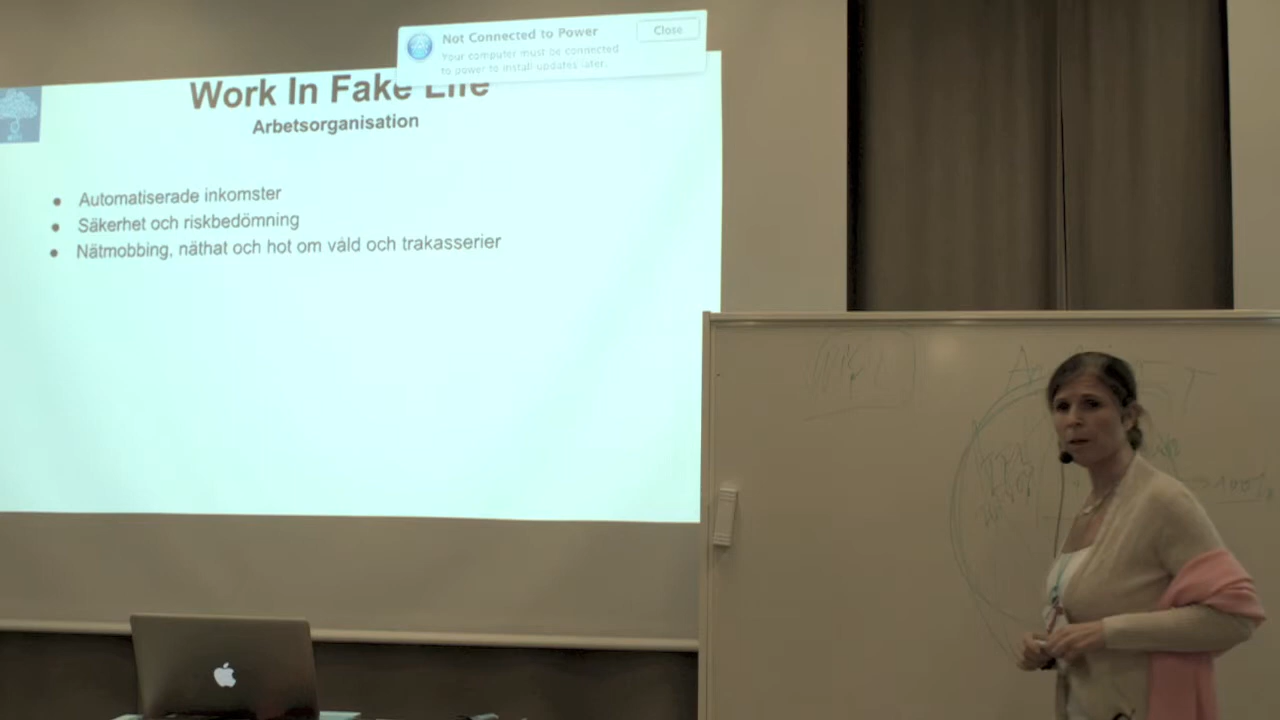 Not Connected to Power
Close
Your computer must be connected
to power to install updates later.
Work In Fake Life
Arbetsorganisation
● Automatiserade inkomster
● Säkerhet och riskbedömning
● Nätmobbing, näthat och hot om våld och trakasserier